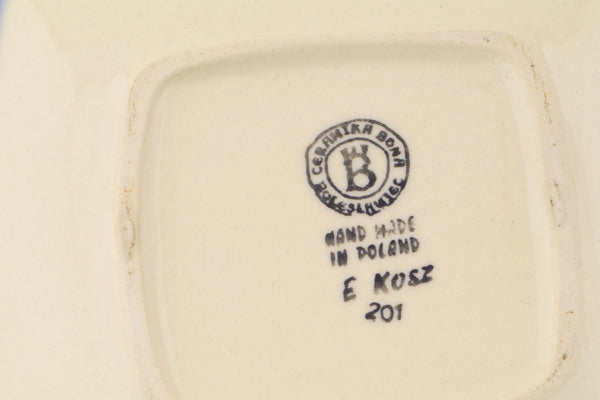 CERAMIKA BONA
BOLESŁAWIEC
B
HAND MADE
IN POLAND
E KOSZ
201